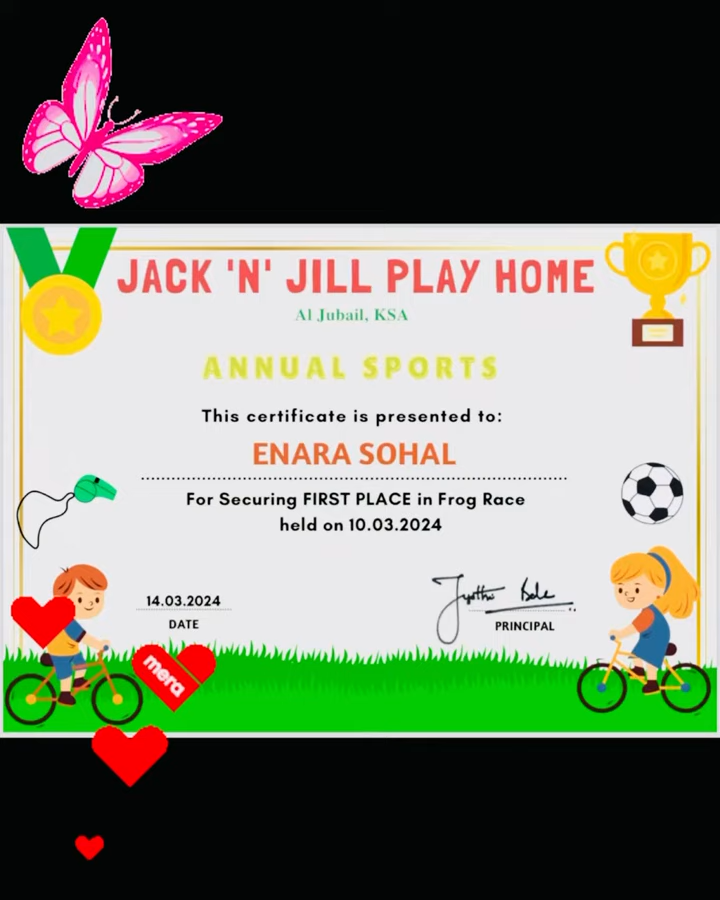 JACK 'N' JILL PLAY HOME
Al Jubail, KSA
ANNUAL SPORTS
This certificate is presented to:
ENARA SOHAL
For Securing FIRST PLACE in Frog Race
held on 10.03.2024
14.03.2024
DATE
PRINCIPAL
mera